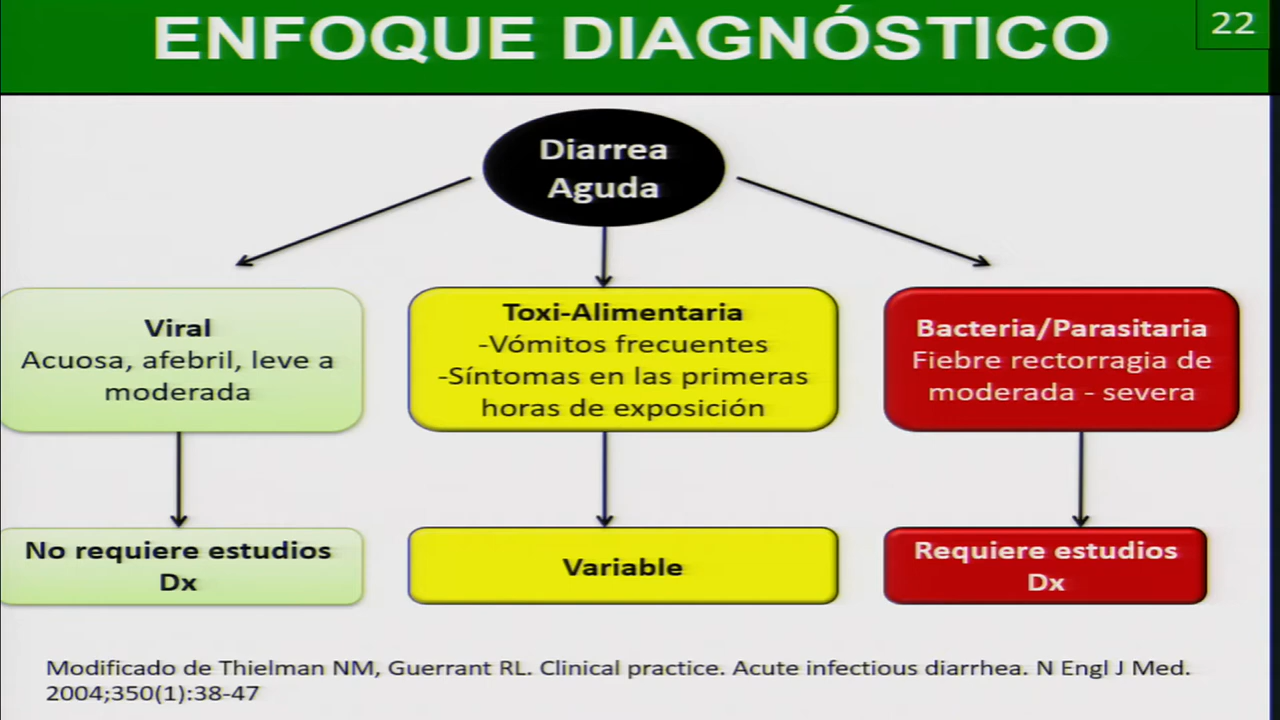 ENFOQUE DIAGNÓSTICO
22
Diarrea
Aguda
Viral
Acuosa, afebril, leve a
moderada
Toxi-Alimentaria
-Vómitos frecuentes
-Síntomas en las primeras
horas de exposición
Bacteria/Parasitaria
Fiebre rectorragia de
moderada - severa
No requiere estudios
Dx
Variable
Requiere estudios
Dx
Modificado de Thielman NM, Guerrant RL. Clinical practice. Acute infectious diarrhea. N Engl J Med.
2004;350(1):38-47